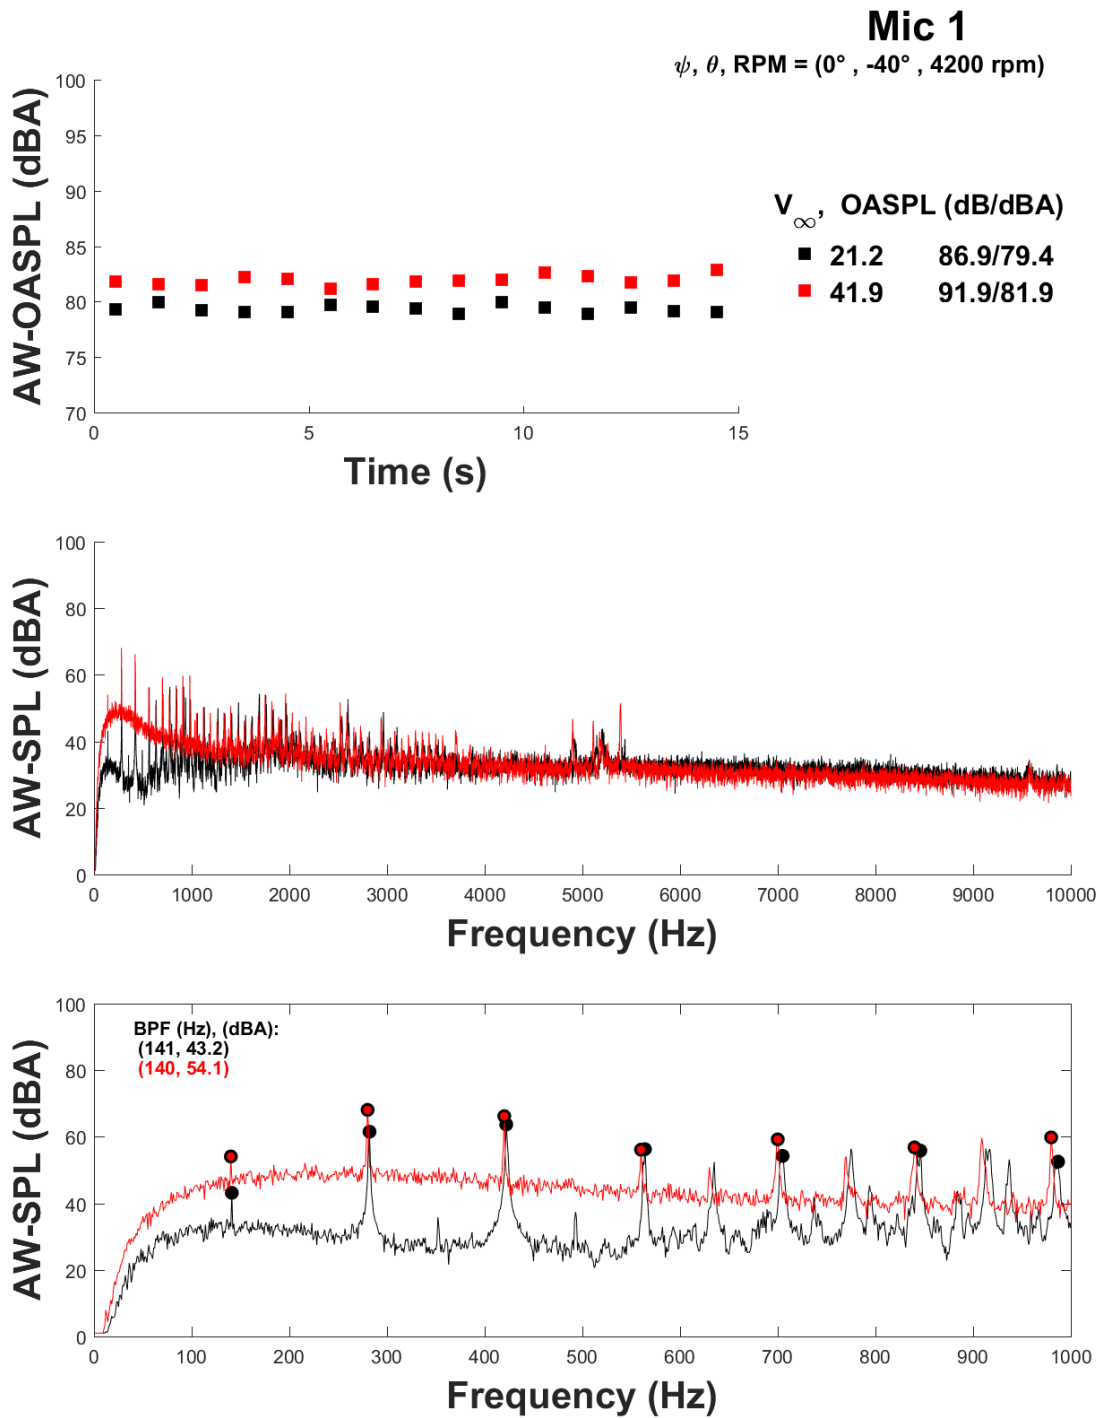 Mic 1
ψ, θ, RPM = (0° , -40° , 4200 rpm)
100
95
90
85
80
75
70
AW-OASPL (dBA)
0 5 10 15
Time (s)
V∞, OASPL (dB/dBA)
21.2 86.9/79.4
41.9 91.9/81.9
100
80
60
40
20
0
AW-SPL (dBA)
0 1000 2000 3000 4000 5000 6000 7000 8000 9000 10000
Frequency (Hz)
100
80
60
40
20
0
AW-SPL (dBA)
BPF (Hz), (dBA):
(141, 43.2)
(140, 54.1)
0 100 200 300 400 500 600 700 800 900 1000
Frequency (Hz)